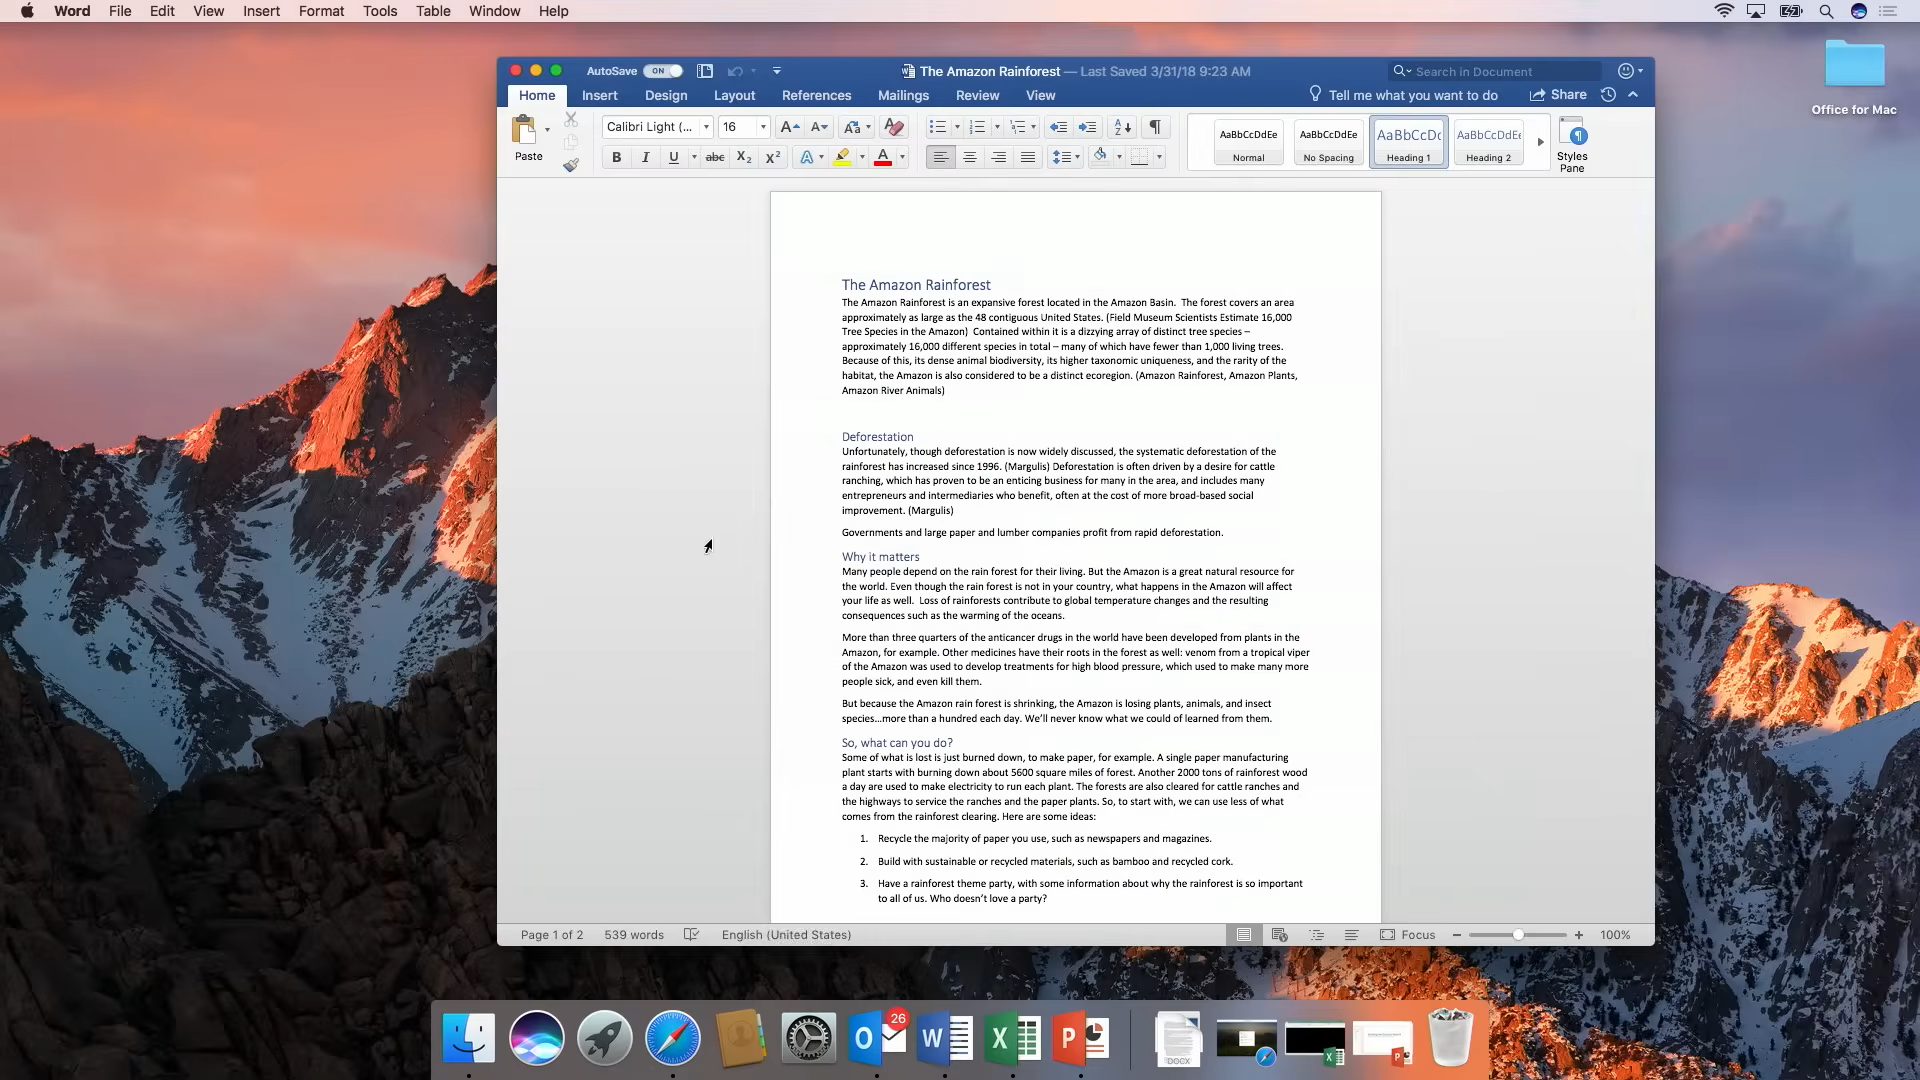 Word File Edit View Insert Format Tools Table Window Help
AutoSave ON The Amazon Rainforest — Last Saved 3/31/18 9:23 AM Search in Document
Home Insert Design Layout References Mailings Review View Tell me what you want to do Share
Office for Mac
Calibri Light (... 16
AaBbCcDdEe AaBbCcDdEe AaBbCcDc AaBbCcDdEe
Paste Normal No Spacing Heading 1 Heading 2 Styles
Pane
The Amazon Rainforest
The Amazon Rainforest is an expansive forest located in the Amazon Basin.  The forest covers an area
approximately as large as the 48 contiguous United States. (Field Museum Scientists Estimate 16,000
Tree Species in the Amazon)  Contained within it is a dizzying array of distinct tree species –
approximately 16,000 different species in total – many of which have fewer than 1,000 living trees.
Because of this, its dense animal biodiversity, its higher taxonomic uniqueness, and the rarity of the
habitat, the Amazon is also considered to be a distinct ecoregion. (Amazon Rainforest, Amazon Plants,
Amazon River Animals)
Deforestation
Unfortunately, though deforestation is now widely discussed, the systematic deforestation of the
rainforest has increased since 1996. (Margulis) Deforestation is often driven by a desire for cattle
ranching, which has proven to be an enticing business for many in the area, and includes many
entrepreneurs and intermediaries who benefit, often at the cost of more broad-based social
improvement. (Margulis)
Governments and large paper and lumber companies profit from rapid deforestation.
Why it matters
Many people depend on the rain forest for their living. But the Amazon is a great natural resource for
the world. Even though the rain forest is not in your country, what happens in the Amazon will affect
your life as well.  Loss of rainforests contribute to global temperature changes and the resulting
consequences such as the warming of the oceans.
More than three quarters of the anticancer drugs in the world have been developed from plants in the
Amazon, for example. Other medicines have their roots in the forest as well: venom from a tropical viper
of the Amazon was used to develop treatments for high blood pressure, which used to make many more
people sick, and even kill them.
But because the Amazon rain forest is shrinking, the Amazon is losing plants, animals, and insect
species…more than a hundred each day. We'll never know what we could of learned from them.
So, what can you do?
Some of what is lost is just burned down, to make paper, for example. A single paper manufacturing
plant starts with burning down about 5600 square miles of forest. Another 2000 tons of rainforest wood
a day are used to make electricity to run each plant. The forests are also cleared for cattle ranches and
the highways to service the ranches and the paper plants. So, to start with, we can use less of what
comes from the rainforest clearing. Here are some ideas:
1. Recycle the majority of paper you use, such as newspapers and magazines.
2. Build with sustainable or recycled materials, such as bamboo and recycled cork.
3. Have a rainforest theme party, with some information about why the rainforest is so important
to all of us. Who doesn't love a party?
Page 1 of 2 539 words English (United States) Focus 100%
26
DOCX